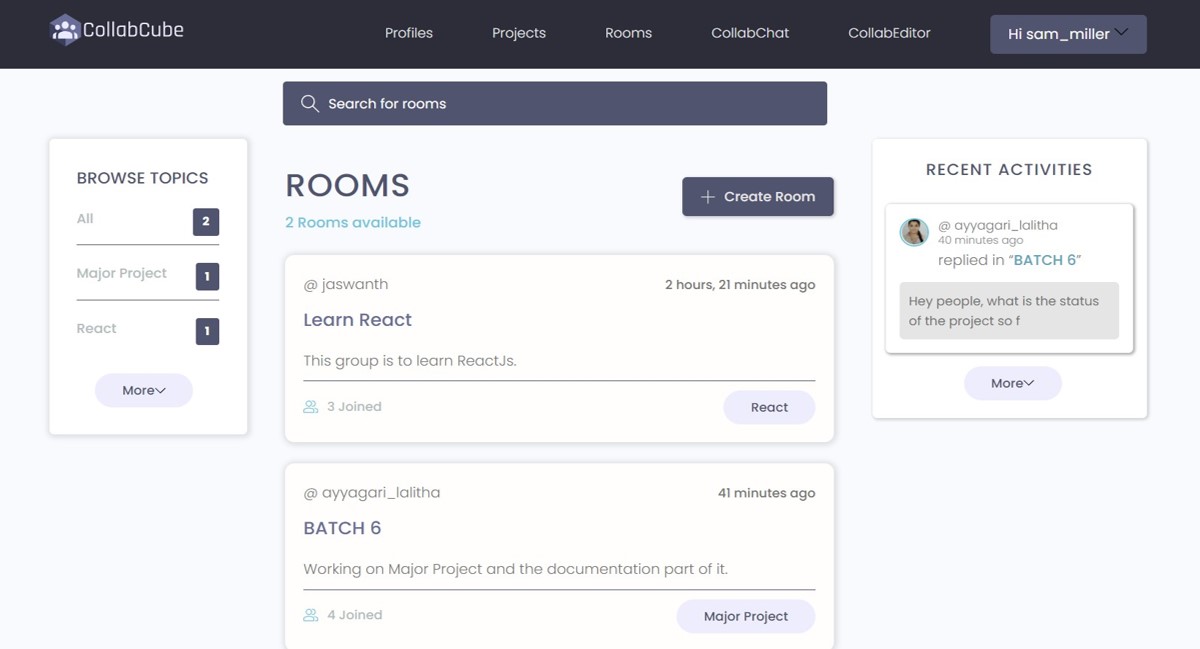 CollabCube
Profiles
Projects
Rooms
CollabChat
CollabEditor
Hi sam_miller
Search for rooms
BROWSE TOPICS
All 2
Major Project 1
React 1
More
ROOMS
2 Rooms available
Create Room
@ jaswanth
2 hours, 21 minutes ago
Learn React
This group is to learn ReactJs.
3 Joined
React
@ ayyagari_lalitha
41 minutes ago
BATCH 6
Working on Major Project and the documentation part of it.
4 Joined
Major Project
RECENT ACTIVITIES
@ ayyagari_lalitha
40 minutes ago
replied in “BATCH 6”
Hey people, what is the status
of the project so f
More